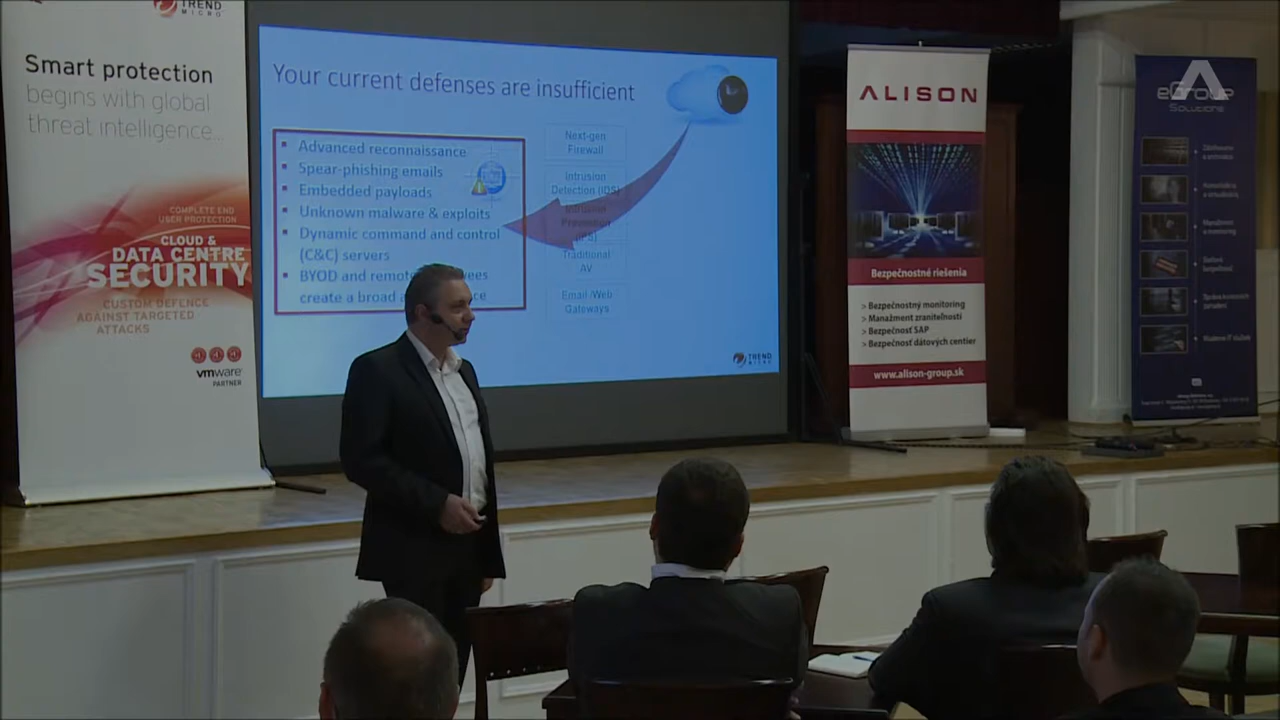 TREND
MICRO
Smart protection
begins with global
threat intelligence...
COMPLETE END
USER PROTECTION
CLOUD &
DATA CENTRE
SECURITY
CUSTOM DEFENCE
AGAINST TARGETED
ATTACKS
vmware
PARTNER
Your current defenses are insufficient
▪ Advanced reconnaissance
▪ Spear-phishing emails
▪ Embedded payloads
▪ Unknown malware & exploits
▪ Dynamic command and control
(C&C) servers
▪ BYOD and remote
create a broad
Next-gen
Firewall
Intrusion
Detection (IDS)
Intrusion
(IPS)
Traditional
AV
Email /Web
Gateways
TREND
MICRO
ALISON
Bezpečnostné riešenia
> Bezpečnostný monitoring
> Manažment zraniteľností
> Bezpečnosť SAP
> Bezpečnosť dátových centier
www.alison-group.sk
eGroup
Solutions